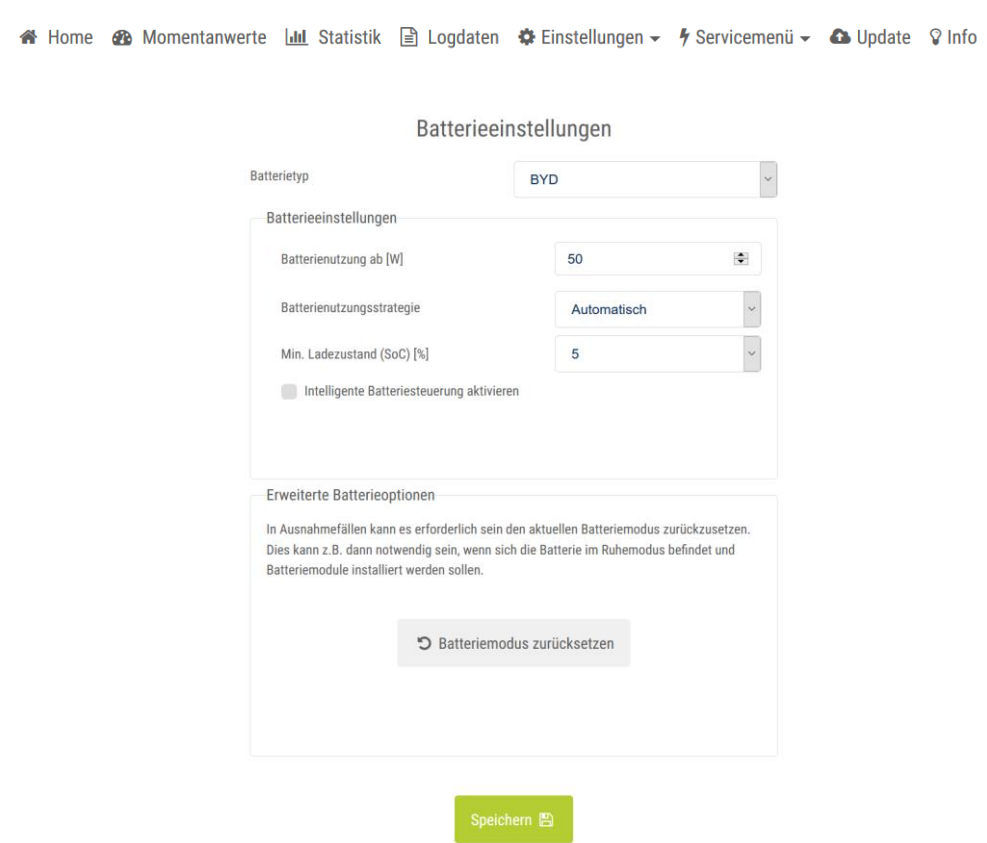 Home Momentanwerte Statistik Logdaten Einstellungen Servicemenü Update Info
Batterieeinstellungen
Batterietyp BYD
Batterieeinstellungen
Batterienutzung ab [W] 50
Batterienutzungsstrategie Automatisch
Min. Ladezustand (SoC) [%] 5
Intelligente Batteriesteuerung aktivieren
Erweiterte Batterieoptionen
In Ausnahmefällen kann es erforderlich sein den aktuellen Batteriemodus zurückzusetzen.
Dies kann z.B. dann notwendig sein, wenn sich die Batterie im Ruhemodus befindet und
Batteriemodule installiert werden sollen.
Batteriemodus zurücksetzen
Speichern